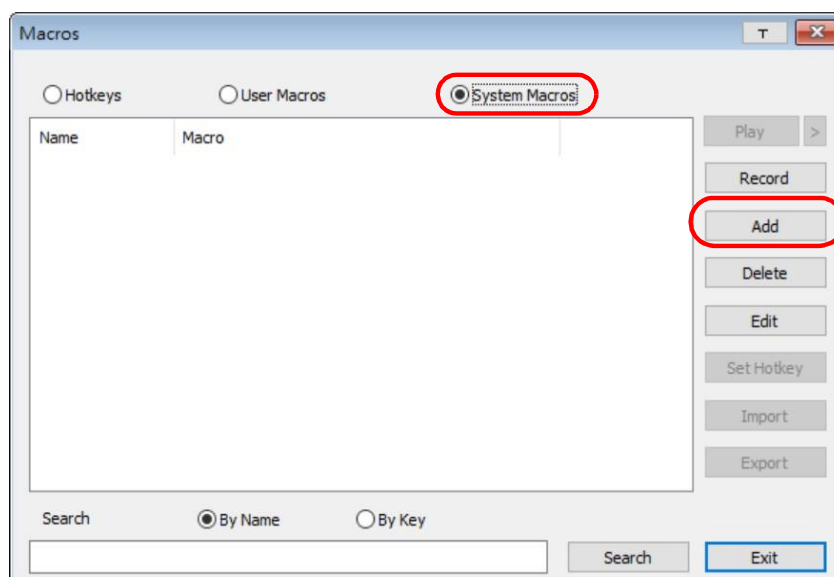 Macros T
Hotkeys User Macros System Macros
Name Macro
Play >
Record
Add
Delete
Edit
Set Hotkey
Import
Export
Search By Name By Key
Search Exit